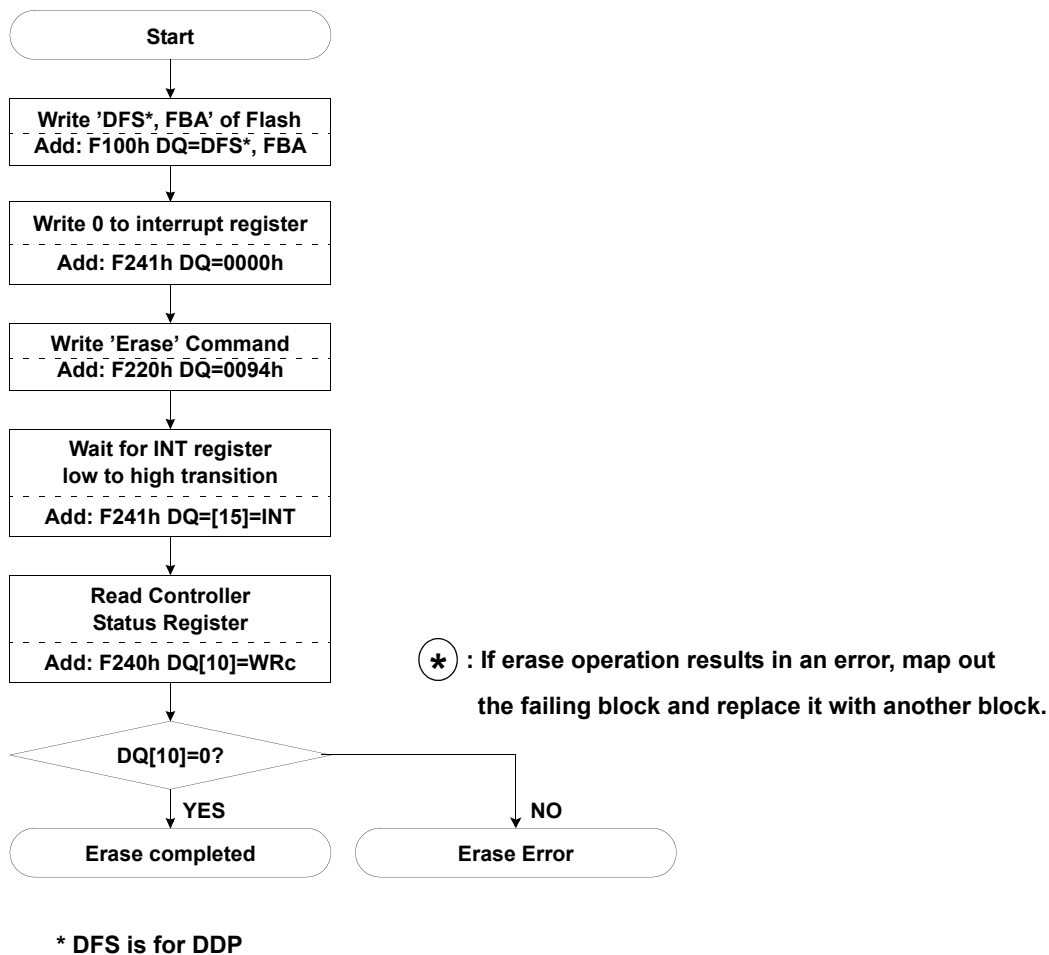 Start
Write ’DFS*, FBA’ of Flash
Add: F100h DQ=DFS*, FBA
Write 0 to interrupt register
Add: F241h DQ=0000h
Write ’Erase’ Command
Add: F220h DQ=0094h
Wait for INT register
low to high transition
Add: F241h DQ=[15]=INT
Read Controller
Status Register
Add: F240h DQ[10]=WRc
* : If erase operation results in an error, map out
the failing block and replace it with another block.
DQ[10]=0?
YES
NO
Erase completed
Erase Error
* DFS is for DDP